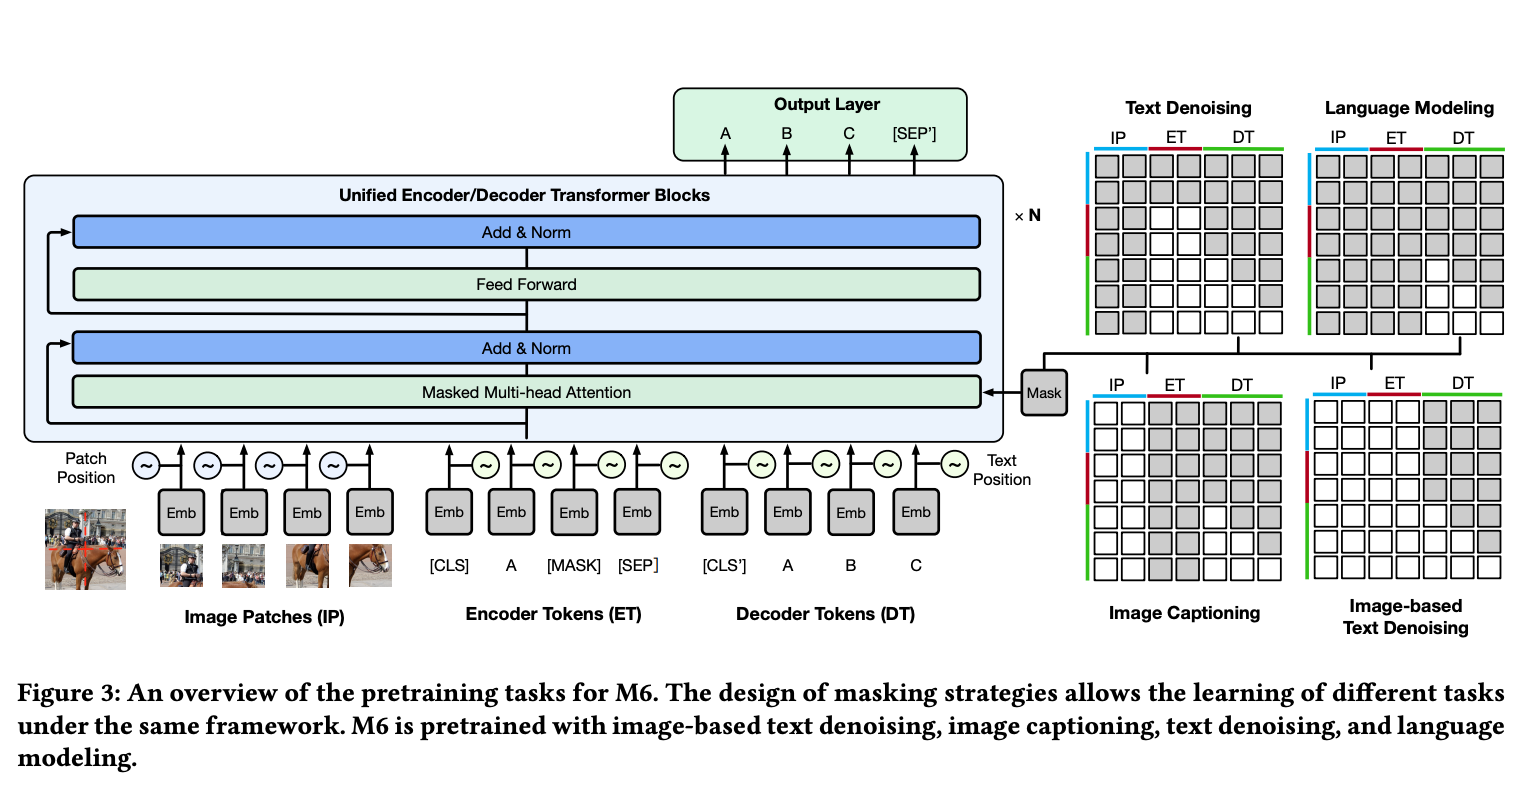 Output Layer
A B C [SEP']
Unified Encoder/Decoder Transformer Blocks
× N
Add & Norm
Feed Forward
Add & Norm
Masked Multi-head Attention
Mask
Patch
Position
~ ~ ~ ~ ~ ~ ~ ~ ~ ~ ~ ~
Text
Position
Emb Emb Emb Emb Emb Emb Emb Emb Emb Emb Emb Emb
[CLS] A [MASK] [SEP] [CLS'] A B C
Image Patches (IP) Encoder Tokens (ET) Decoder Tokens (DT)
Text Denoising
IP ET DT
Language Modeling
IP ET DT
IP ET DT
Image Captioning
IP ET DT
Image-based
Text Denoising
Figure 3: An overview of the pretraining tasks for M6. The design of masking strategies allows the learning of different tasks
under the same framework. M6 is pretrained with image-based text denoising, image captioning, text denoising, and language
modeling.